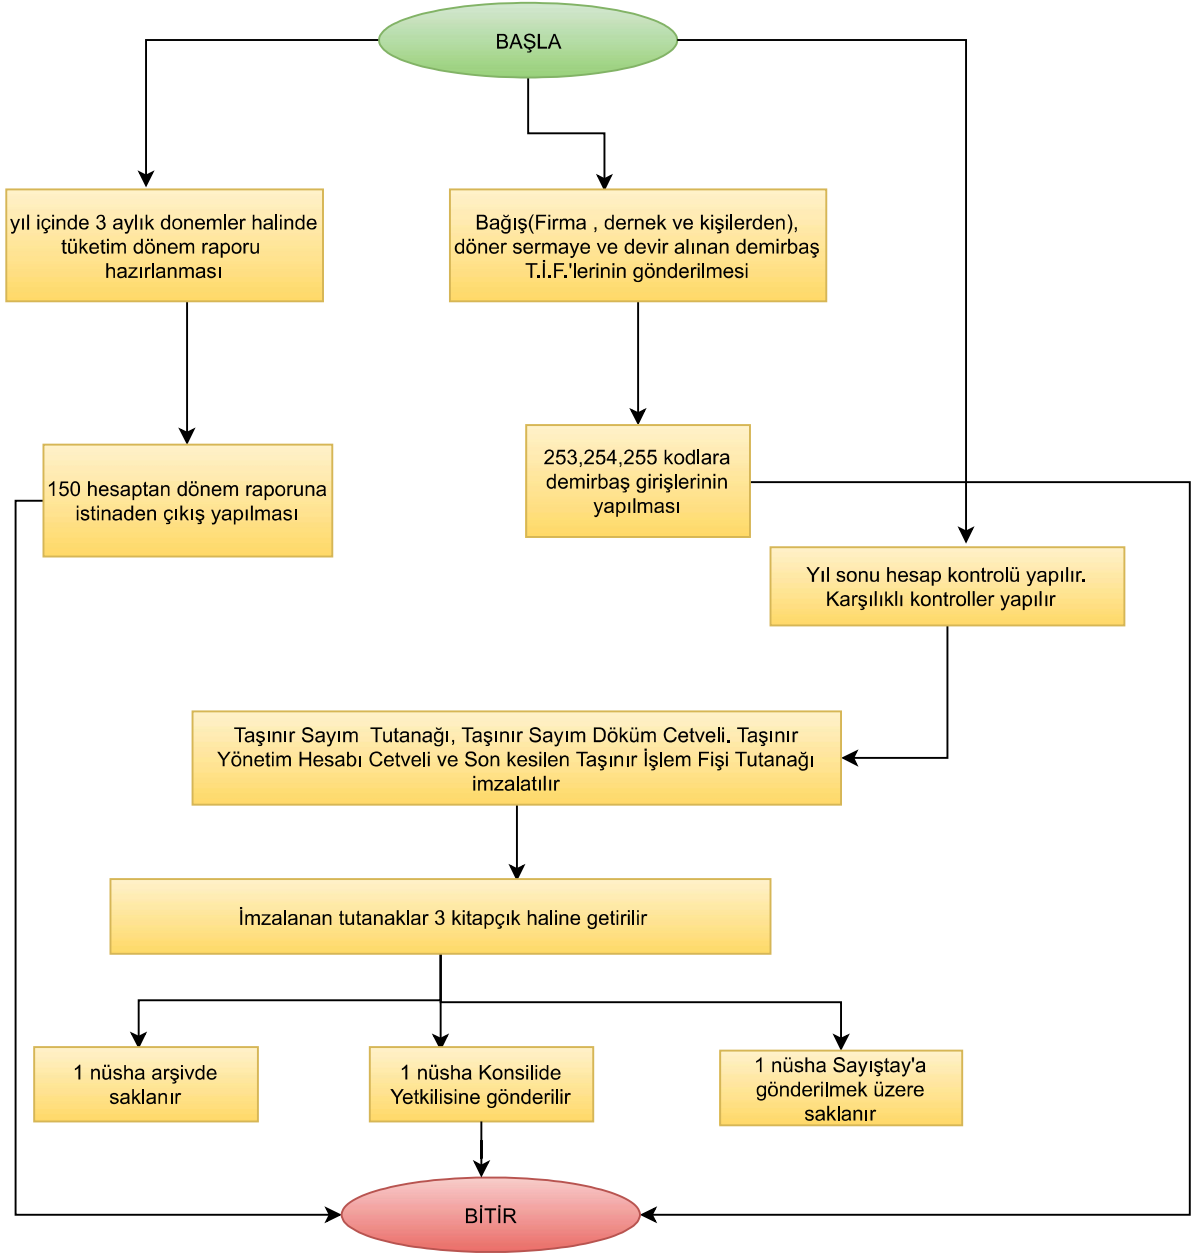 BAŞLA
yıl içinde 3 aylık donemler halinde
tüketim dönem raporu
hazırlanması
Bağış(Firma , dernek ve kişilerden),
döner sermaye ve devir alınan demirbaş
T.İ.F.'lerinin gönderilmesi
150 hesaptan dönem raporuna
istinaden çıkış yapılması
253,254,255 kodlara
demirbaş girişlerinin
yapılması
Yıl sonu hesap kontrolü yapılır.
Karşılıklı kontroller yapılır
Taşınır Sayım  Tutanağı, Taşınır Sayım Döküm Cetveli. Taşınır
Yönetim Hesabı Cetveli ve Son kesilen Taşınır İşlem Fişi Tutanağı
imzalatılır
İmzalanan tutanaklar 3 kitapçık haline getirilir
1 nüsha arşivde
saklanır
1 nüsha Konsilide
Yetkilisine gönderilir
1 nüsha Sayıştay'a
gönderilmek üzere
saklanır
BİTİR